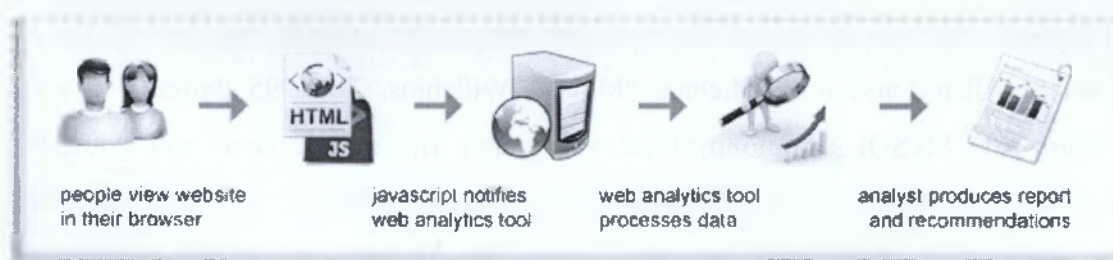 HTML
JS
people view website
in their browser
javascript notifies
web analytics tool
web analytics tool
processes data
analyst produces report
and recommendations